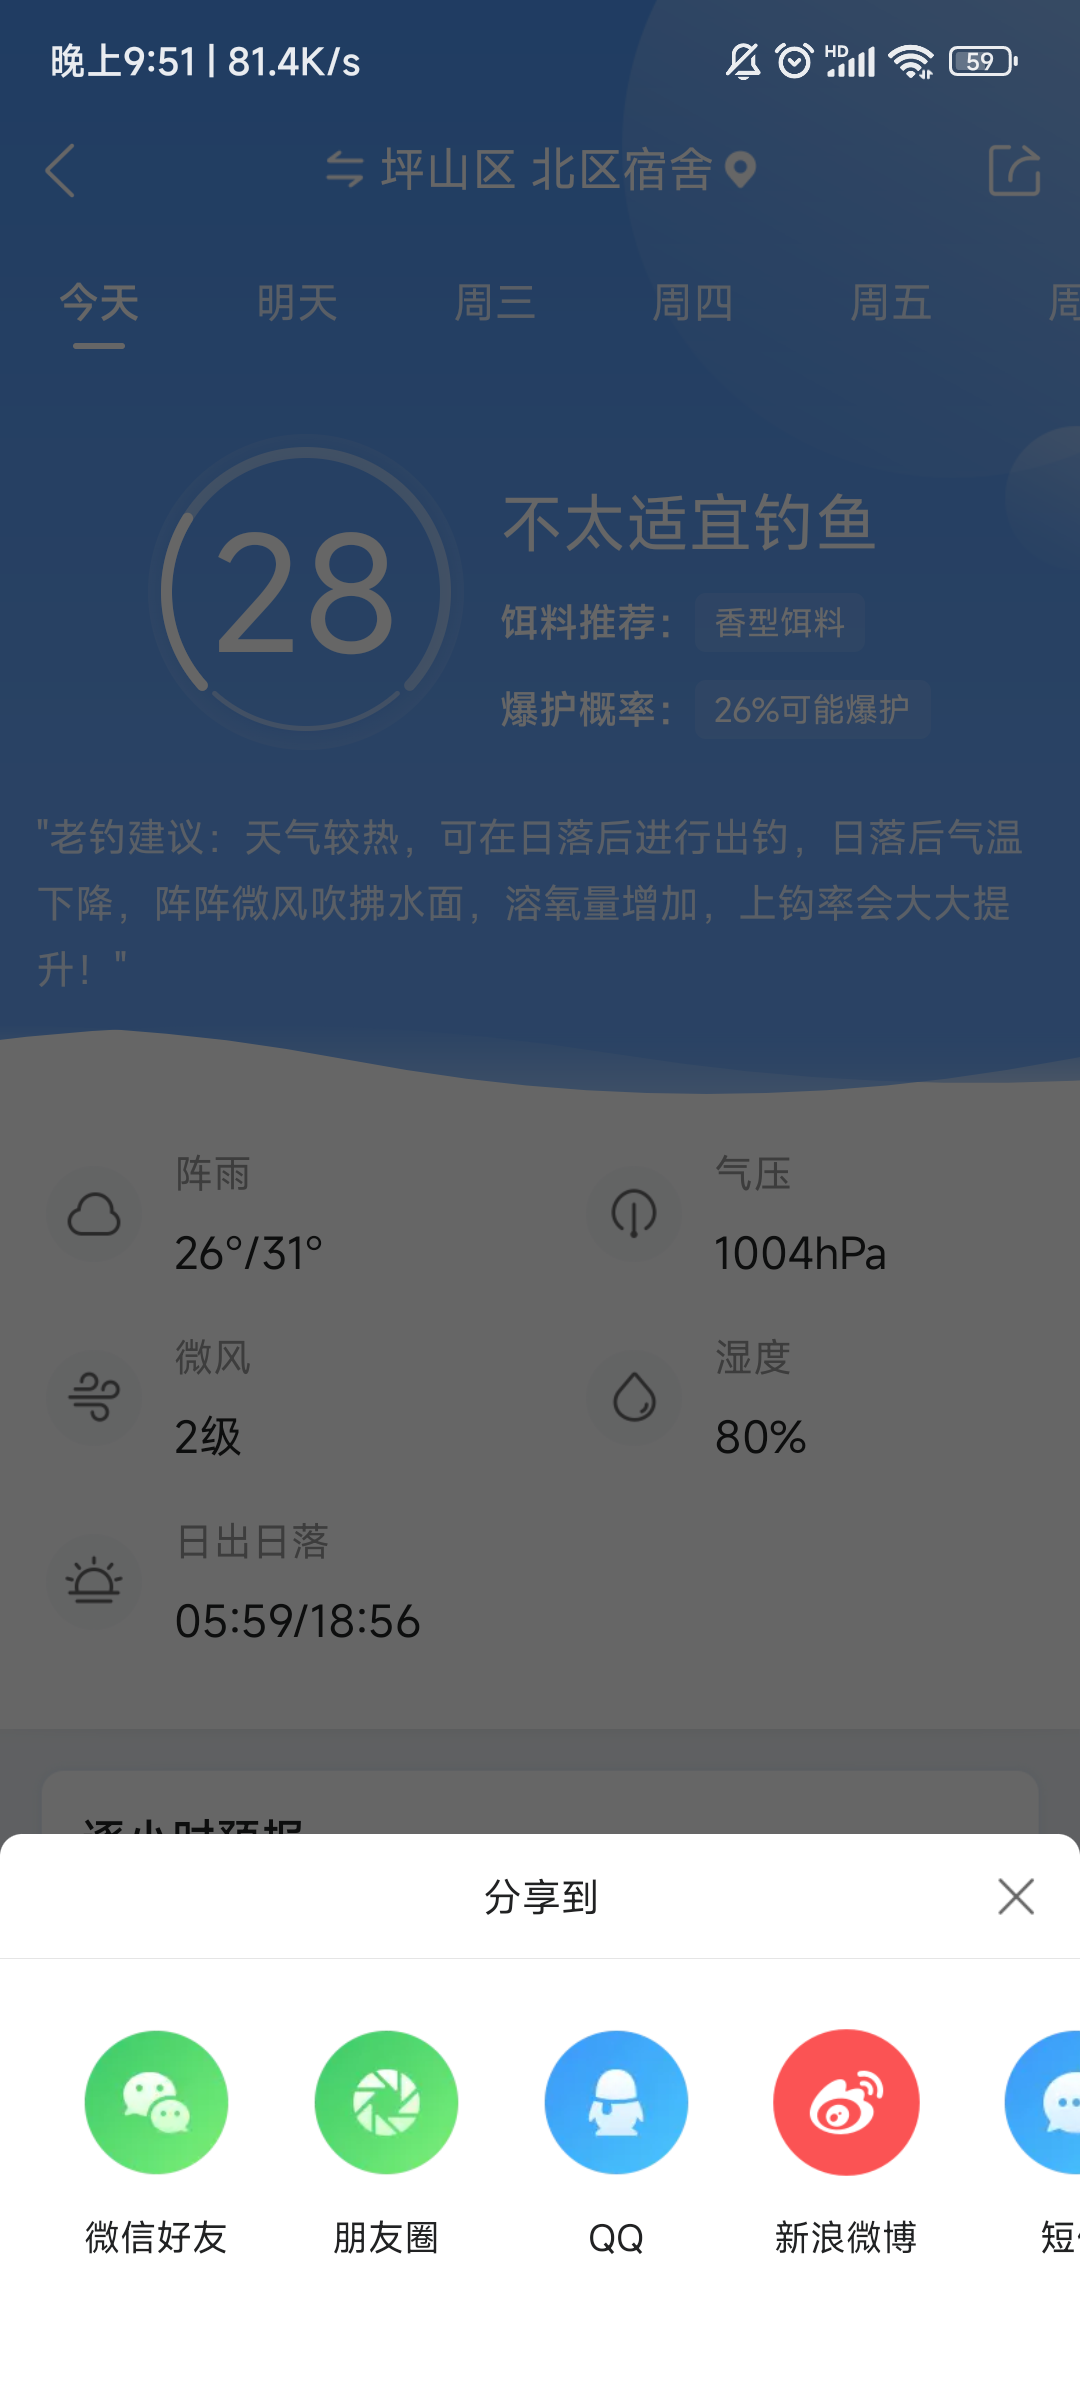 晚上9:51 | 81.4K/s
HD
59
坪山区 北区宿舍
今天 明天 周三 周四 周五 周
28
不太适宜钓鱼
饵料推荐： 香型饵料
爆护概率： 26%可能爆护
"老钓建议：天气较热，可在日落后进行出钓，日落后气温
下降，阵阵微风吹拂水面，溶氧量增加，上钩率会大大提
升！"
阵雨 气压
26°/31° 1004hPa
微风 湿度
2级 80%
日出日落
05:59/18:56
逐小时预报
分享到
微信好友 朋友圈 QQ 新浪微博 短